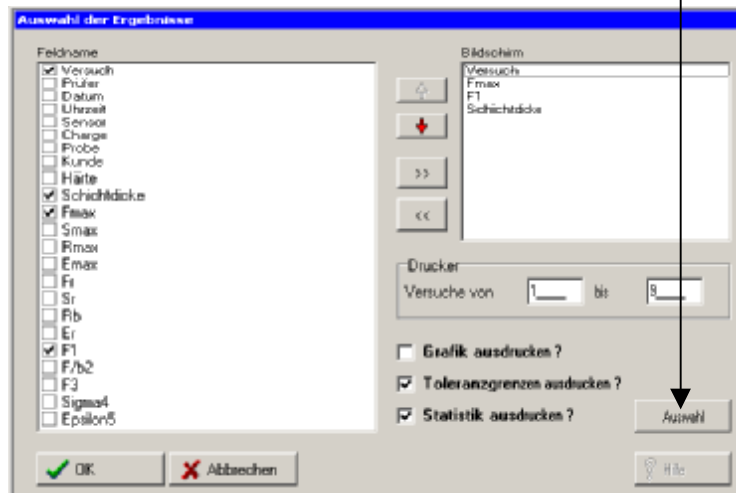 Auswahl der Ergebnisse
Feldname
Versuch
Prüfer
Datum
Uhrzeit
Sensor
Charge
Probe
Kunde
Härte
Schichtdicke
Fmax
Smax
Rmax
Emax
Fr
Sr
Rb
Er
F1
F/b2
F3
Sigma4
Epsilon5
>>
<<
Bildschirm
Versuch
Fmax
F1
Schichtdicke
Drucker
Versuche von 1____ bis 9____
Grafik ausdrucken ?
Toleranzgrenzen ausdrucken ?
Statistik ausdrucken ?
Auswahl
OK
Abbrechen
Hilfe